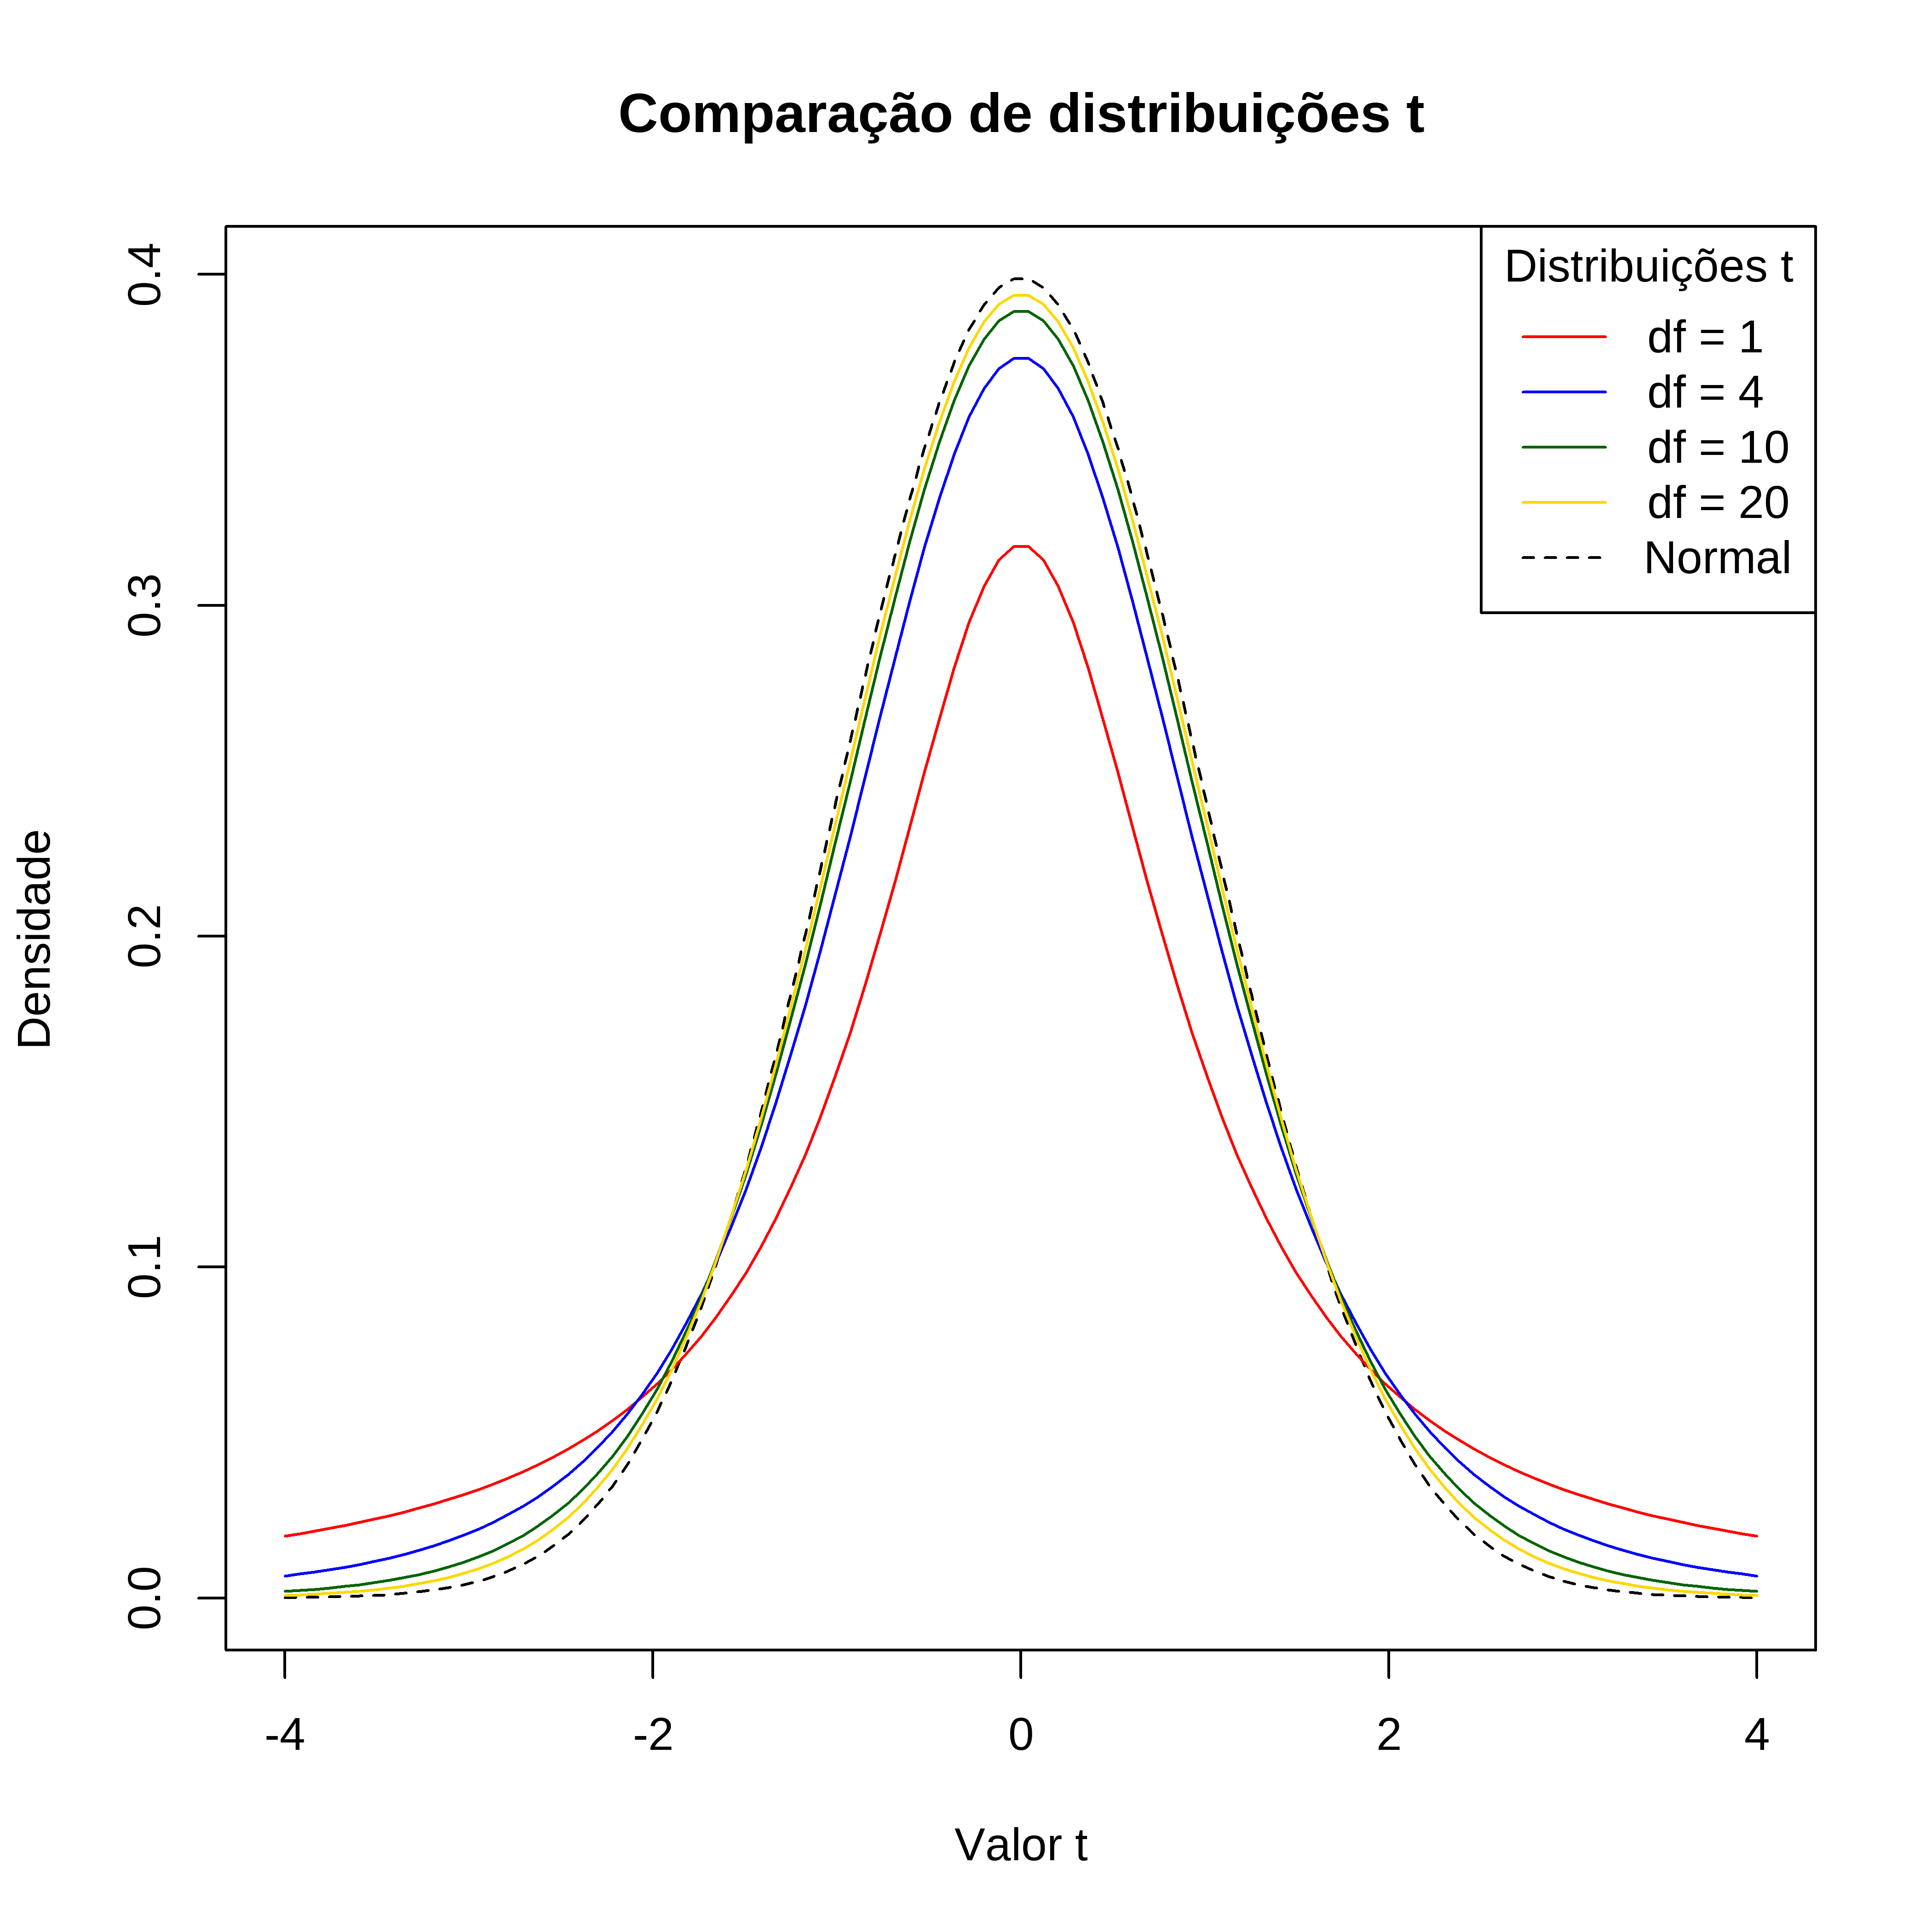 Comparação de distribuições t
Distribuições t
df = 1
df = 4
df = 10
df = 20
Normal
0.4
0.3
0.2
0.1
0.0
Densidade
-4
-2
0
2
4
Valor t